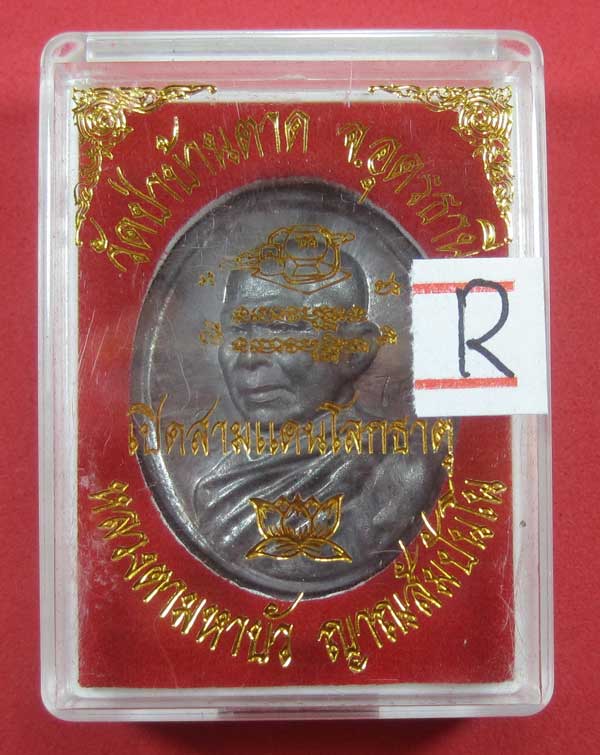 วัดป่าบ้านตาด จ.อุดรธานี
R
เปิดสามแดนโลกธาตุ
หลวงตามหาบัว ญาณสัมปันโน